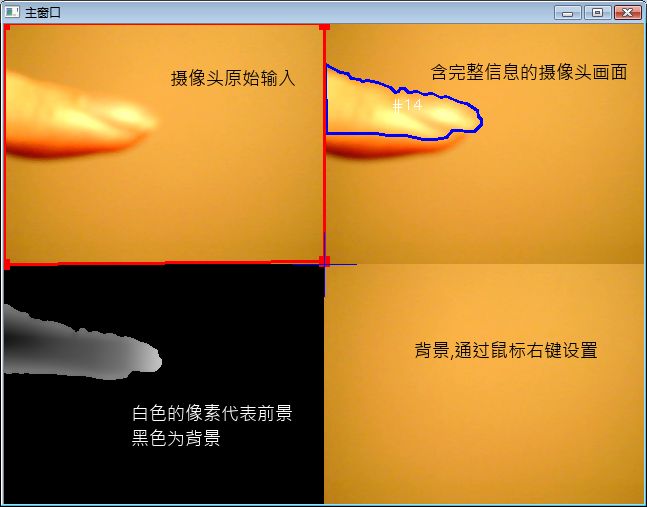 主窗口
摄像头原始输入
含完整信息的摄像头画面
#14
白色的像素代表前景
黑色为背景
背景,通过鼠标右键设置